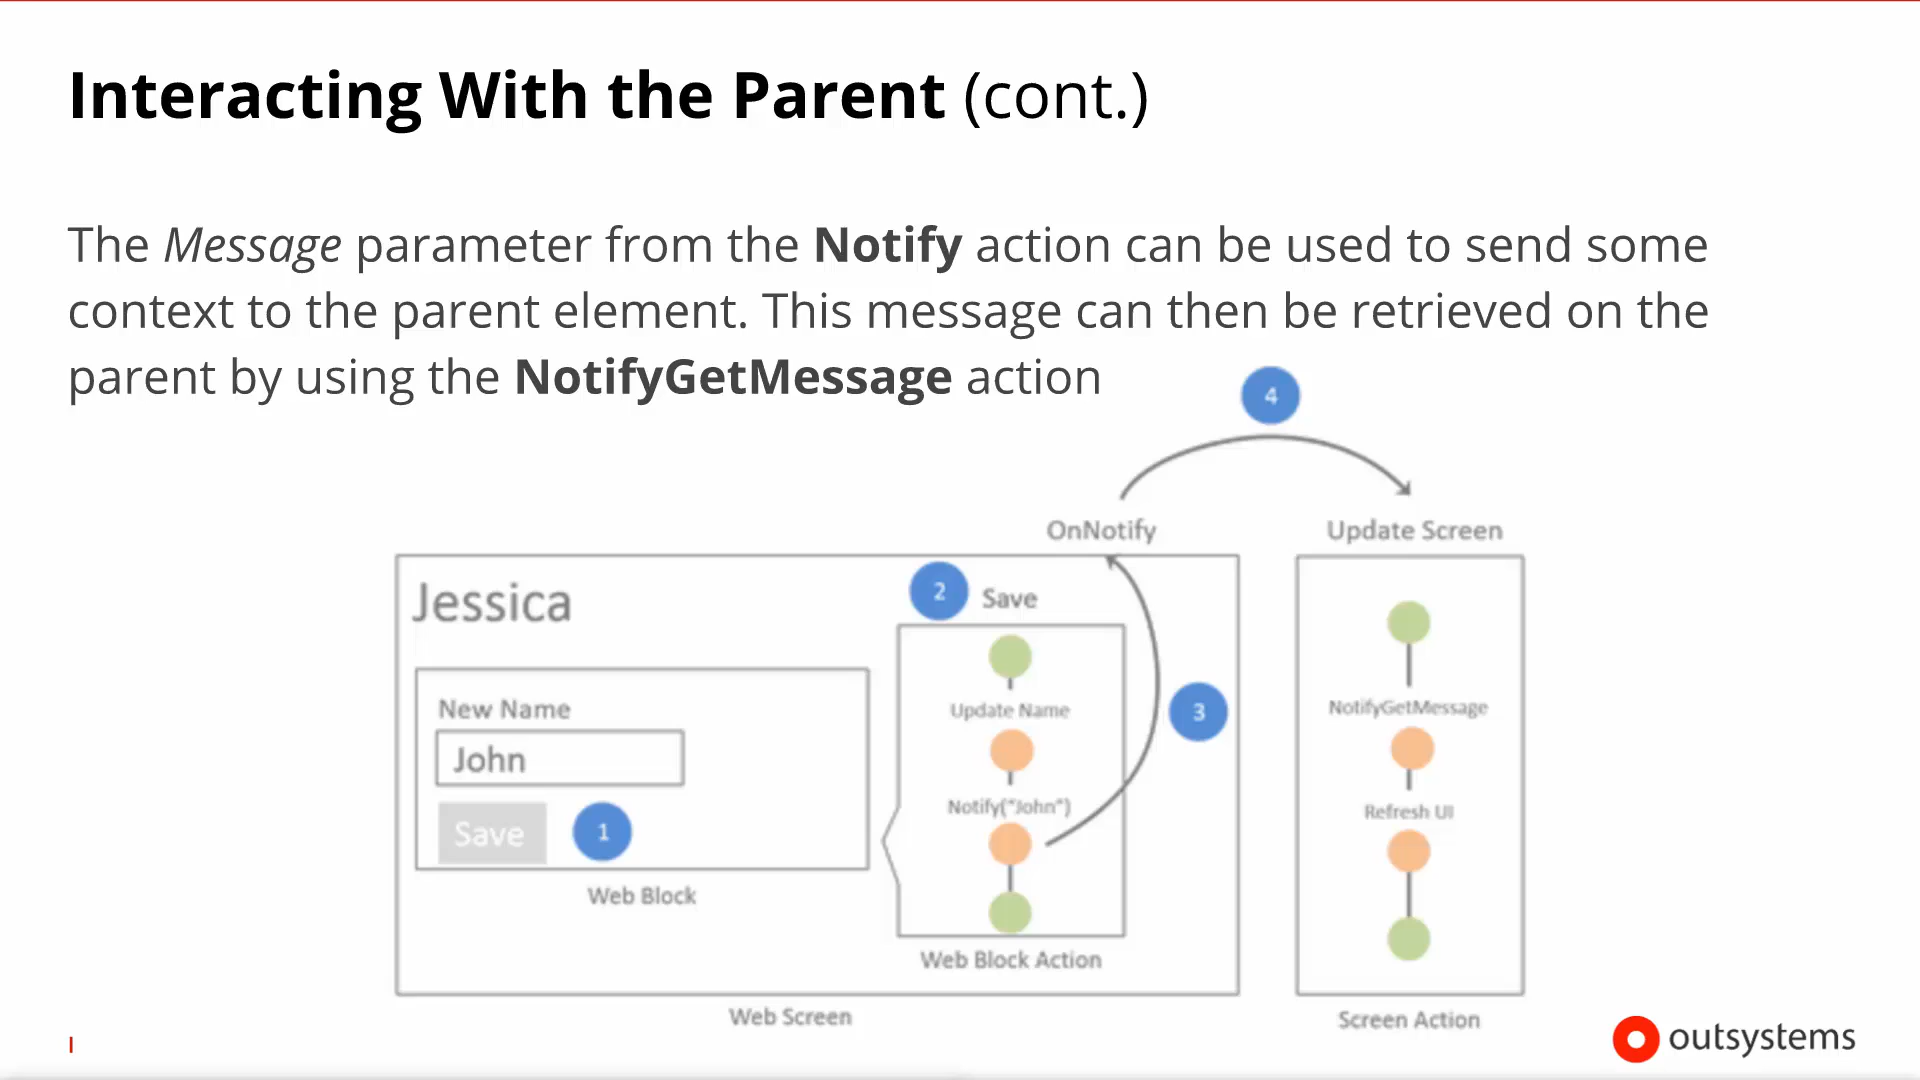 Interacting With the Parent (cont.)
The Message parameter from the Notify action can be used to send some
context to the parent element. This message can then be retrieved on the
parent by using the NotifyGetMessage action
4
OnNotify
Update Screen
Jessica
2
Save
New Name
John
Save
1
Web Block
Update Name
Notify("John")
3
Web Block Action
Web Screen
NotifyGetMessage
Refresh UI
Screen Action
outsystems